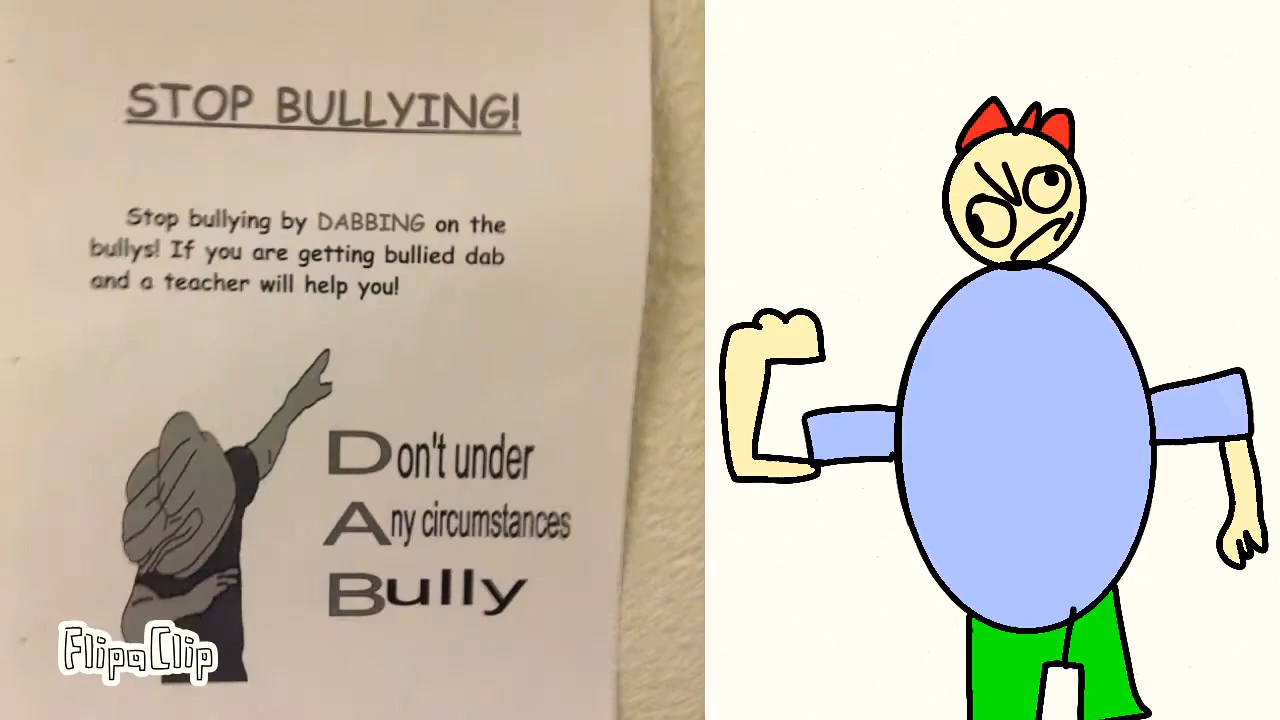 STOP BULLYING!
Stop bullying by DABBING on the
bullys! If you are getting bullied dab
and a teacher will help you!
Don't under
Any circumstances
Bully
FlipaClip